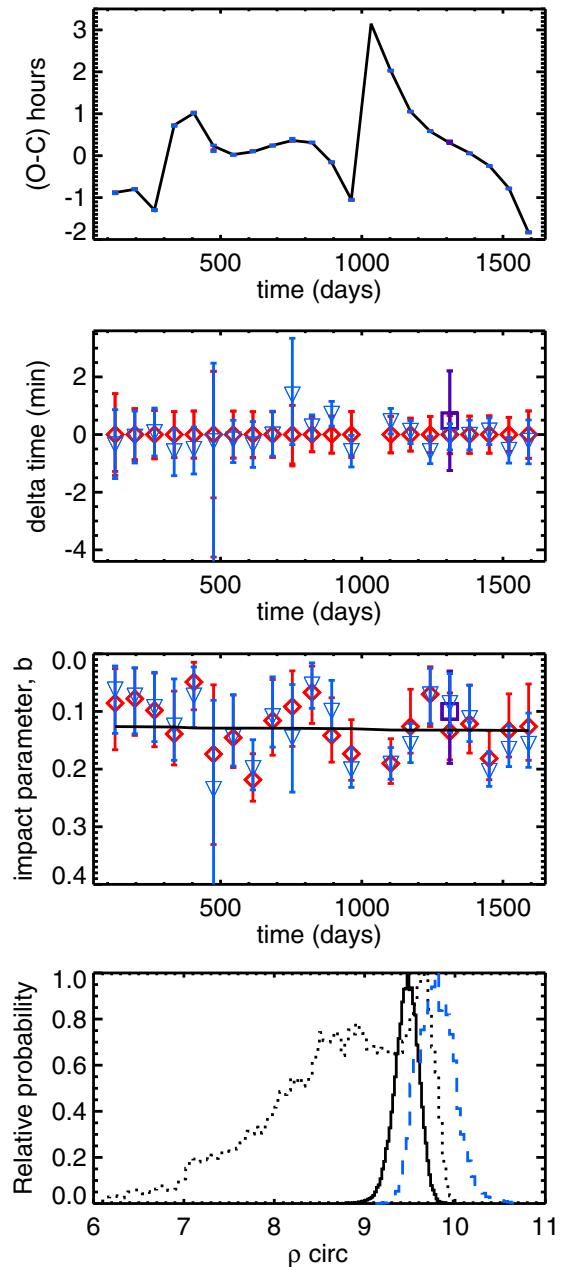 3
2
1
0
-1
-2
(O-C) hours
500 1000 1500
time (days)
2
0
-2
-4
delta time (min)
500 1000 1500
time (days)
0.0
0.1
0.2
0.3
0.4
impact parameter, b
500 1000 1500
time (days)
1.0
0.8
0.6
0.4
0.2
0.0
Relative probability
6 7 8 9 10 11
ρ circ